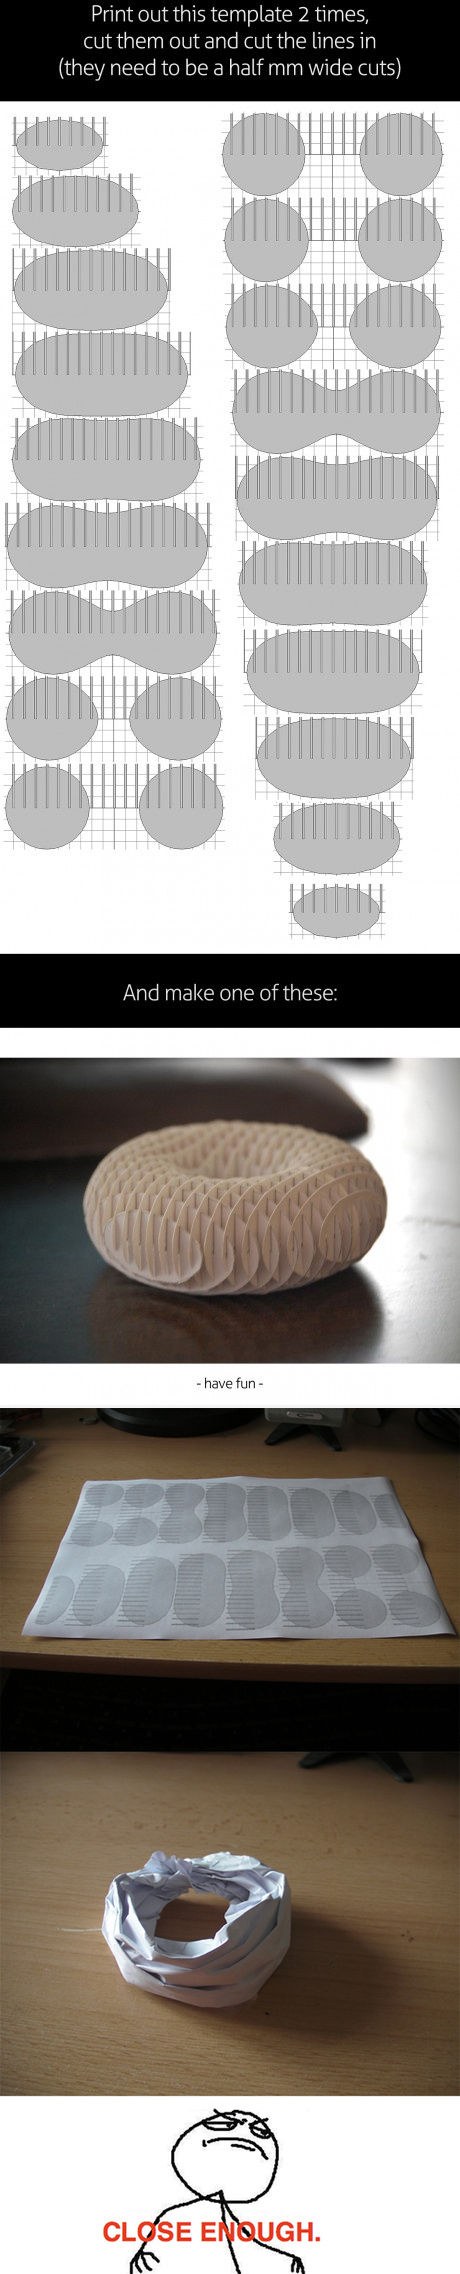 Print out this template 2 times,
cut them out and cut the lines in
(they need to be a half mm wide cuts)
And make one of these:
- have fun -
CLOSE ENOUGH.